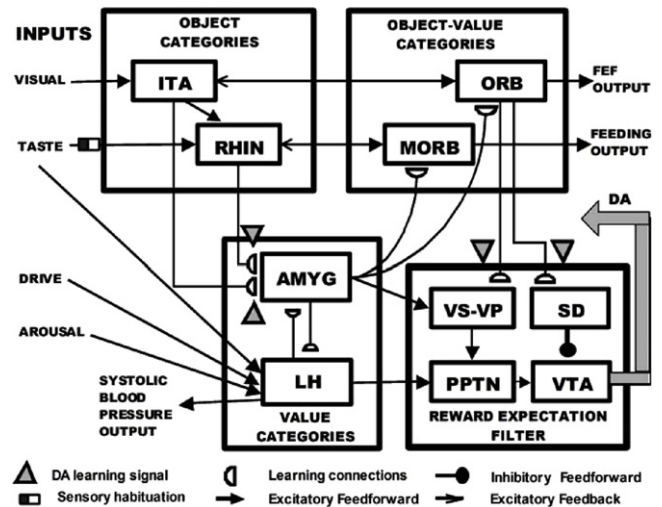 INPUTS
OBJECT
CATEGORIES
OBJECT-VALUE
CATEGORIES
VISUAL
ITA
ORB
FEF
OUTPUT
TASTE
RHIN
MORB
FEEDING
OUTPUT
DA
AMYG
VS-VP
SD
DRIVE
AROUSAL
LH
PPTN
VTA
SYSTOLIC
BLOOD
PRESSURE
OUTPUT
VALUE
CATEGORIES
REWARD EXPECTATION
FILTER
DA learning signal
Learning connections
Inhibitory Feedforward
Sensory habituation
Excitatory Feedforward
Excitatory Feedback